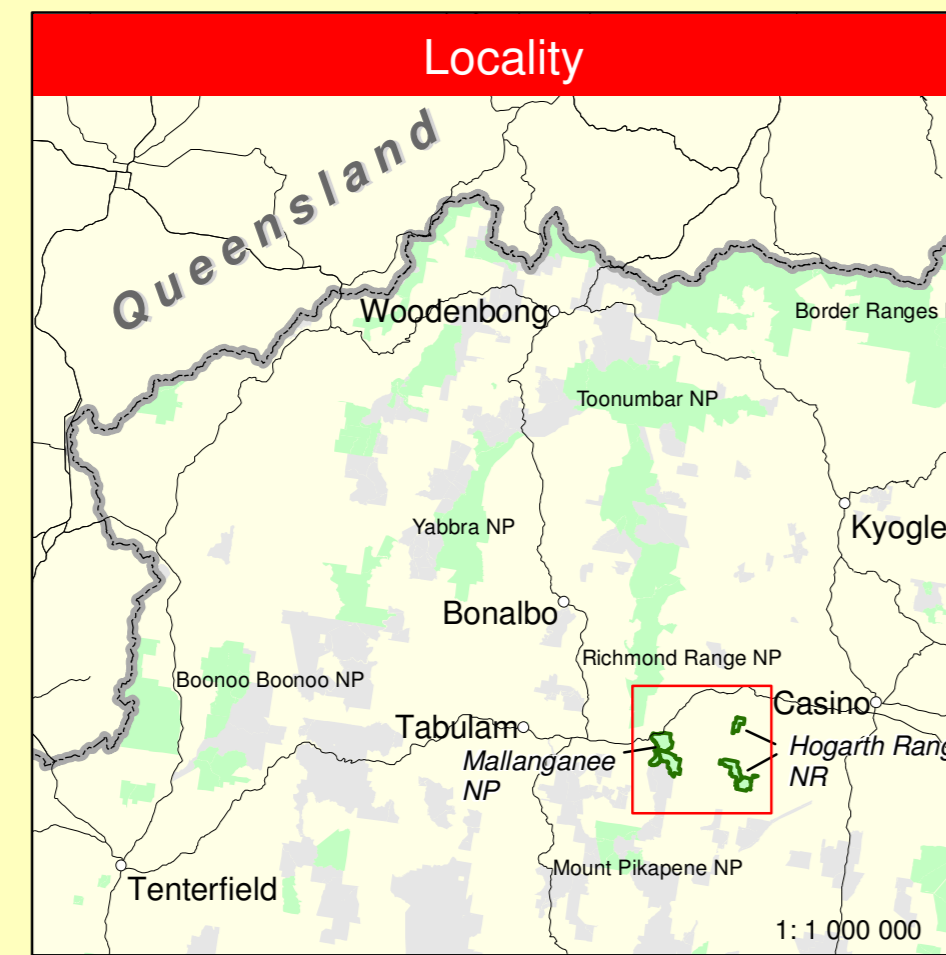 Locality
Queensland
Woodenbong
Border Ranges
Toonumbar NP
Kyogle
Yabbra NP
Bonalbo
Richmond Range NP
Boonoo Boonoo NP
Casino
Tabulam
Mallanganee
NP
Hogarth Rang
NR
Mount Pikapene NP
Tenterfield
1: 1 000 000